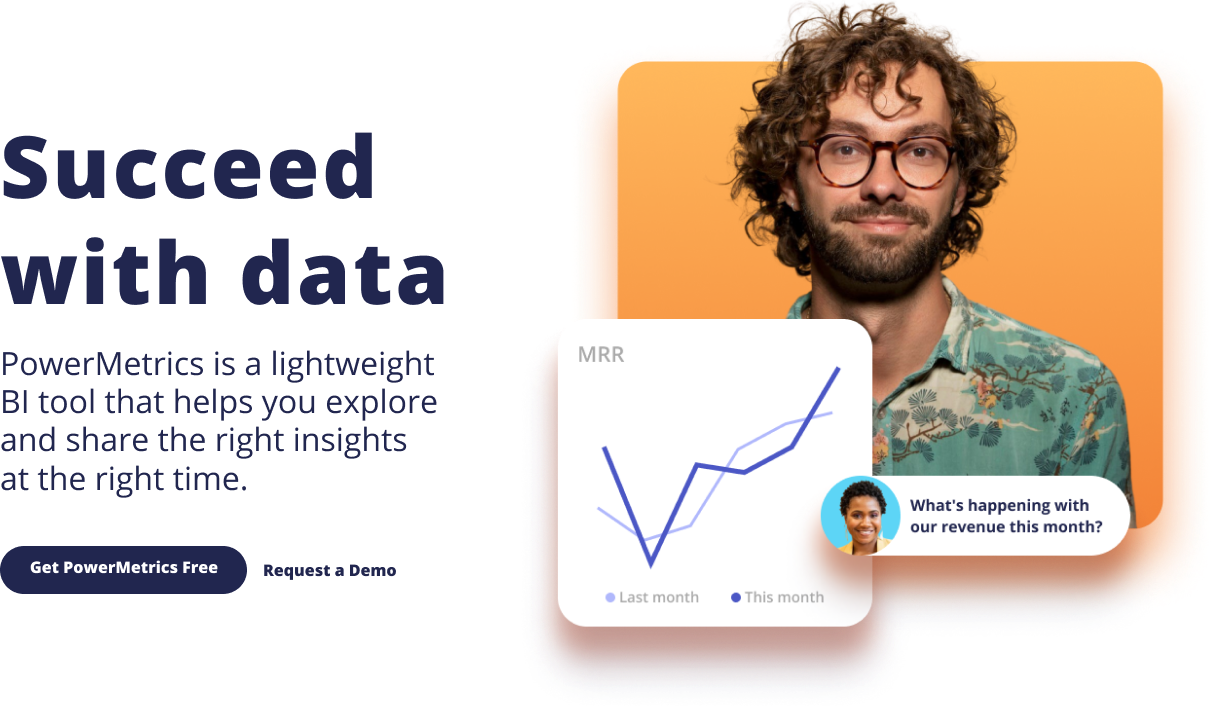 Succeed
with data
PowerMetrics is a lightweight
BI tool that helps you explore
and share the right insights
at the right time.
Get PowerMetrics Free
Request a Demo
MRR
Last month
This month
What's happening with
our revenue this month?